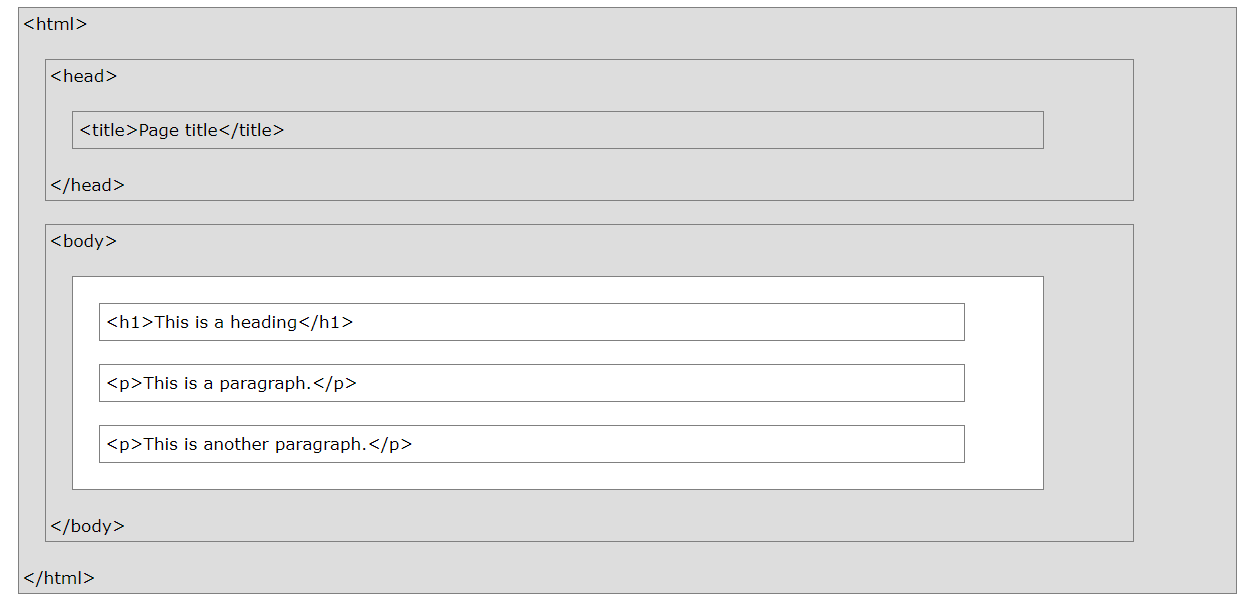 <html>
<head>
<title>Page title</title>
</head>
<body>
<h1>This is a heading</h1>
<p>This is a paragraph.</p>
<p>This is another paragraph.</p>
</body>
</html>